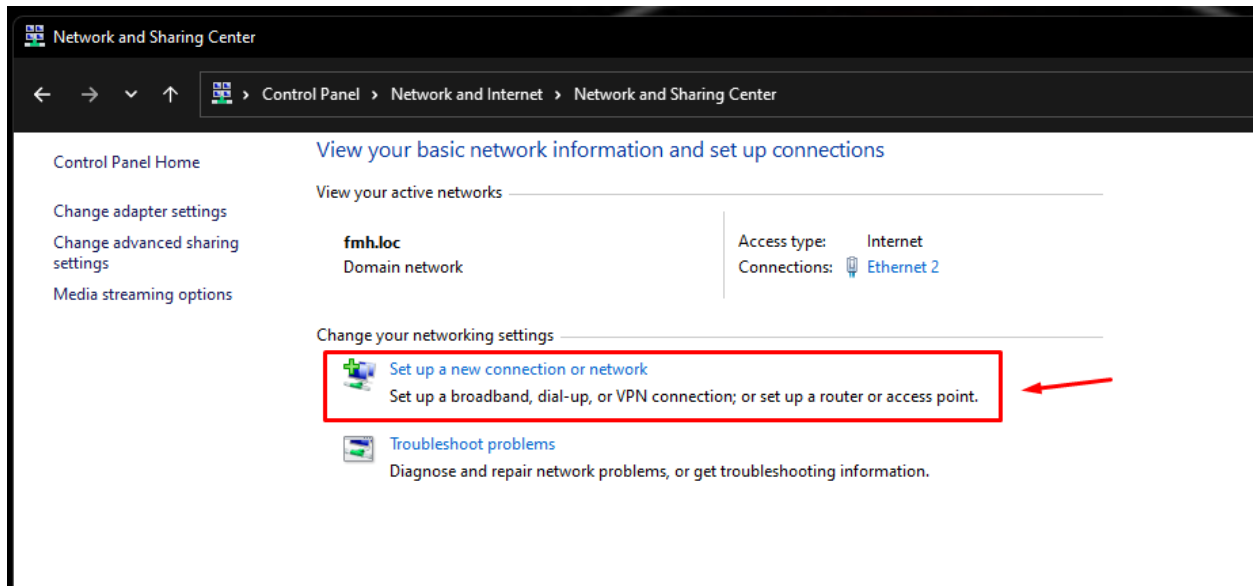 Network and Sharing Center
Control Panel > Network and Internet > Network and Sharing Center
Control Panel Home
Change adapter settings
Change advanced sharing
settings
Media streaming options
View your basic network information and set up connections
View your active networks
fmh.loc
Domain network
Access type: Internet
Connections: Ethernet 2
Change your networking settings
Set up a new connection or network
Set up a broadband, dial-up, or VPN connection; or set up a router or access point.
Troubleshoot problems
Diagnose and repair network problems, or get troubleshooting information.